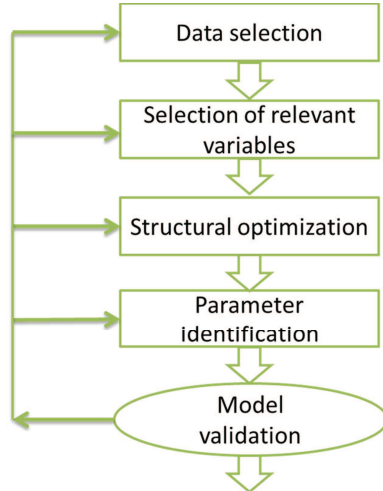 Data selection
Selection of relevant
variables
Structural optimization
Parameter
identification
Model
validation